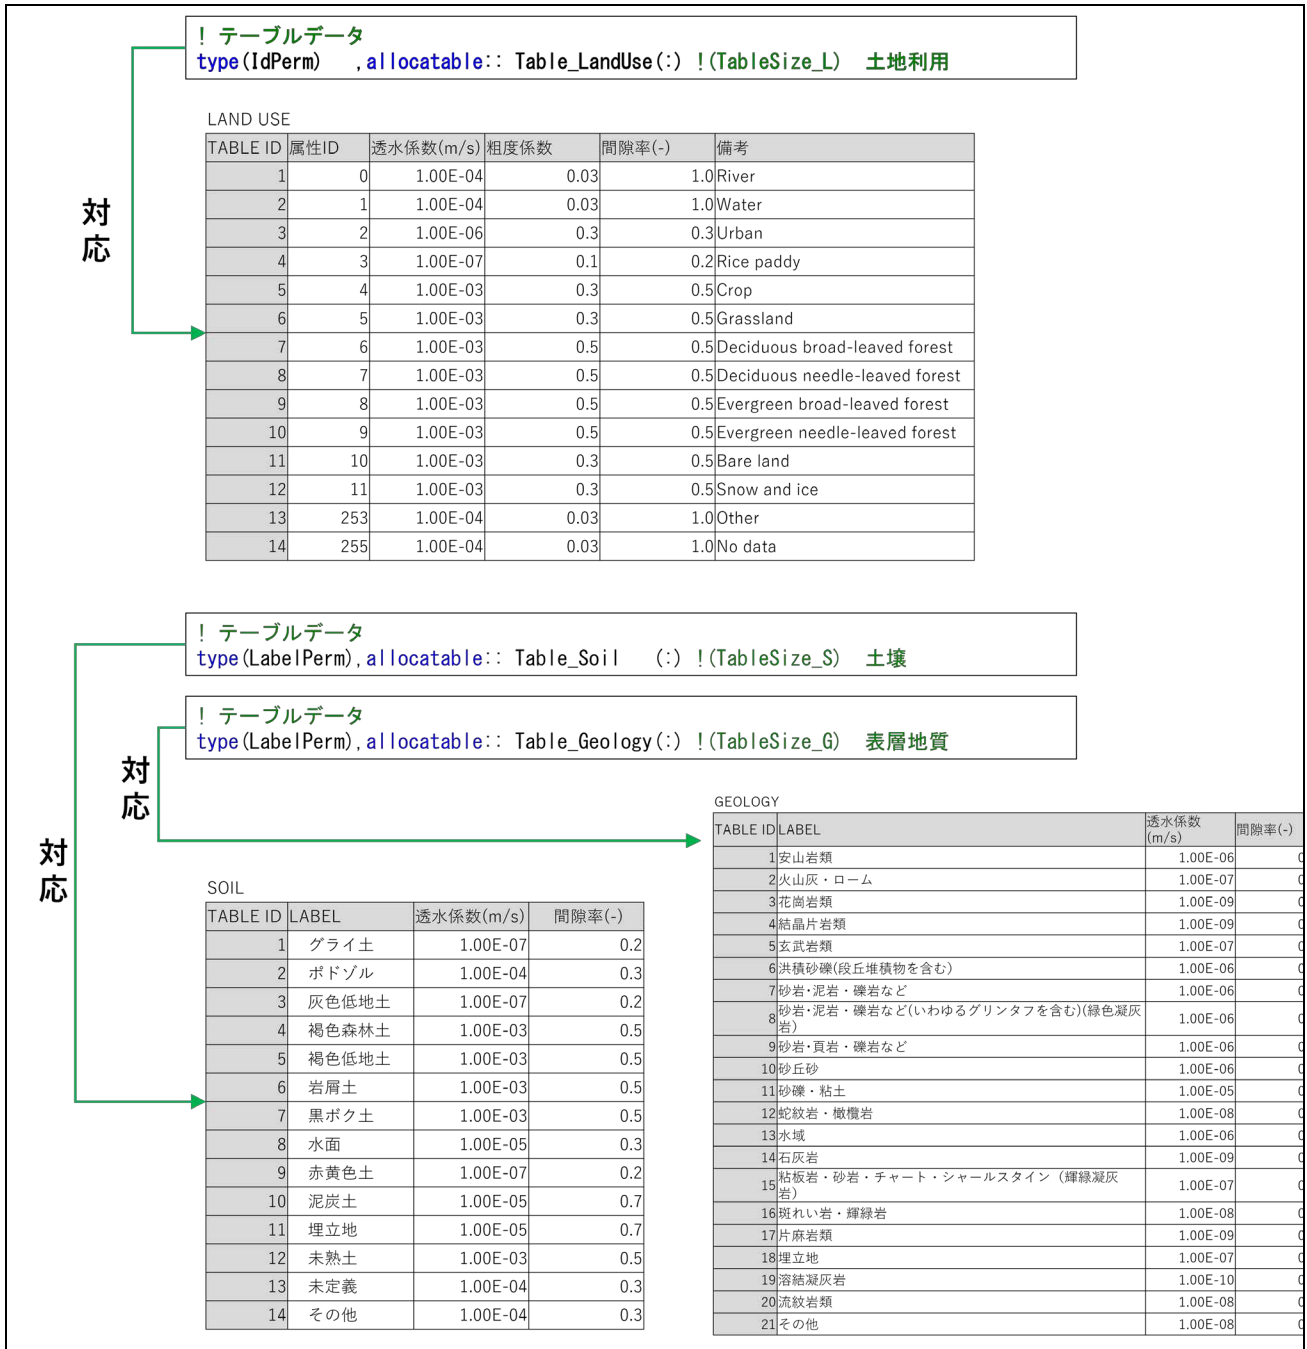 ! テーブルデータ
type(IdPerm) ,allocatable:: Table_LandUse(:) !(TableSize_L) 土地利用
対応
LAND USE
TABLE ID 属性ID 透水係数(m/s) 粗度係数 間隙率(-) 備考
1 0 1.00E-04 0.03 1.0 River
2 1 1.00E-04 0.03 1.0 Water
3 2 1.00E-06 0.3 0.3 Urban
4 3 1.00E-07 0.1 0.2 Rice paddy
5 4 1.00E-03 0.3 0.5 Crop
6 5 1.00E-03 0.3 0.5 Grassland
7 6 1.00E-03 0.5 0.5 Deciduous broad-leaved forest
8 7 1.00E-03 0.5 0.5 Deciduous needle-leaved forest
9 8 1.00E-03 0.5 0.5 Evergreen broad-leaved forest
10 9 1.00E-03 0.5 0.5 Evergreen needle-leaved forest
11 10 1.00E-03 0.3 0.5 Bare land
12 11 1.00E-03 0.3 0.5 Snow and ice
13 253 1.00E-04 0.03 1.0 Other
14 255 1.00E-04 0.03 1.0 No data
! テーブルデータ
type(LabelPerm),allocatable:: Table_Soil (:) !(TableSize_S) 土壌
! テーブルデータ
type(LabelPerm),allocatable:: Table_Geology(:) !(TableSize_G) 表層地質
対応
対応
SOIL
TABLE ID LABEL 透水係数(m/s) 間隙率(-)
1 グライ土 1.00E-07 0.2
2 ポドゾル 1.00E-04 0.3
3 灰色低地土 1.00E-07 0.2
4 褐色森林土 1.00E-03 0.5
5 褐色低地土 1.00E-03 0.5
6 岩屑土 1.00E-03 0.5
7 黒ボク土 1.00E-03 0.5
8 水面 1.00E-05 0.3
9 赤黄色土 1.00E-07 0.2
10 泥炭土 1.00E-05 0.7
11 埋立地 1.00E-05 0.7
12 未熟土 1.00E-03 0.5
13 未定義 1.00E-04 0.3
14 その他 1.00E-04 0.3
GEOLOGY
TABLE ID LABEL 透水係数(m/s) 間隙率(-)
1 安山岩類 1.00E-06
2 火山灰・ローム 1.00E-07
3 花崗岩類 1.00E-09
4 結晶片岩類 1.00E-09
5 玄武岩類 1.00E-07
6 洪積砂礫(段丘堆積物を含む) 1.00E-06
7 砂岩・泥岩・礫岩など 1.00E-06
8 砂岩・泥岩・礫岩など(いわゆるグリンタフを含む)(緑色凝灰岩) 1.00E-06
9 砂岩・頁岩・礫岩など 1.00E-06
10 砂丘砂 1.00E-06
11 砂礫・粘土 1.00E-05
12 蛇紋岩・橄欖岩 1.00E-08
13 水域 1.00E-06
14 石灰岩 1.00E-09
15 粘板岩・砂岩・チャート・シャールスタイン（輝緑凝灰岩） 1.00E-07
16 斑れい岩・輝緑岩 1.00E-08
17 片麻岩類 1.00E-09
18 埋立地 1.00E-07
19 溶結凝灰岩 1.00E-10
20 流紋岩類 1.00E-08
21 その他 1.00E-08